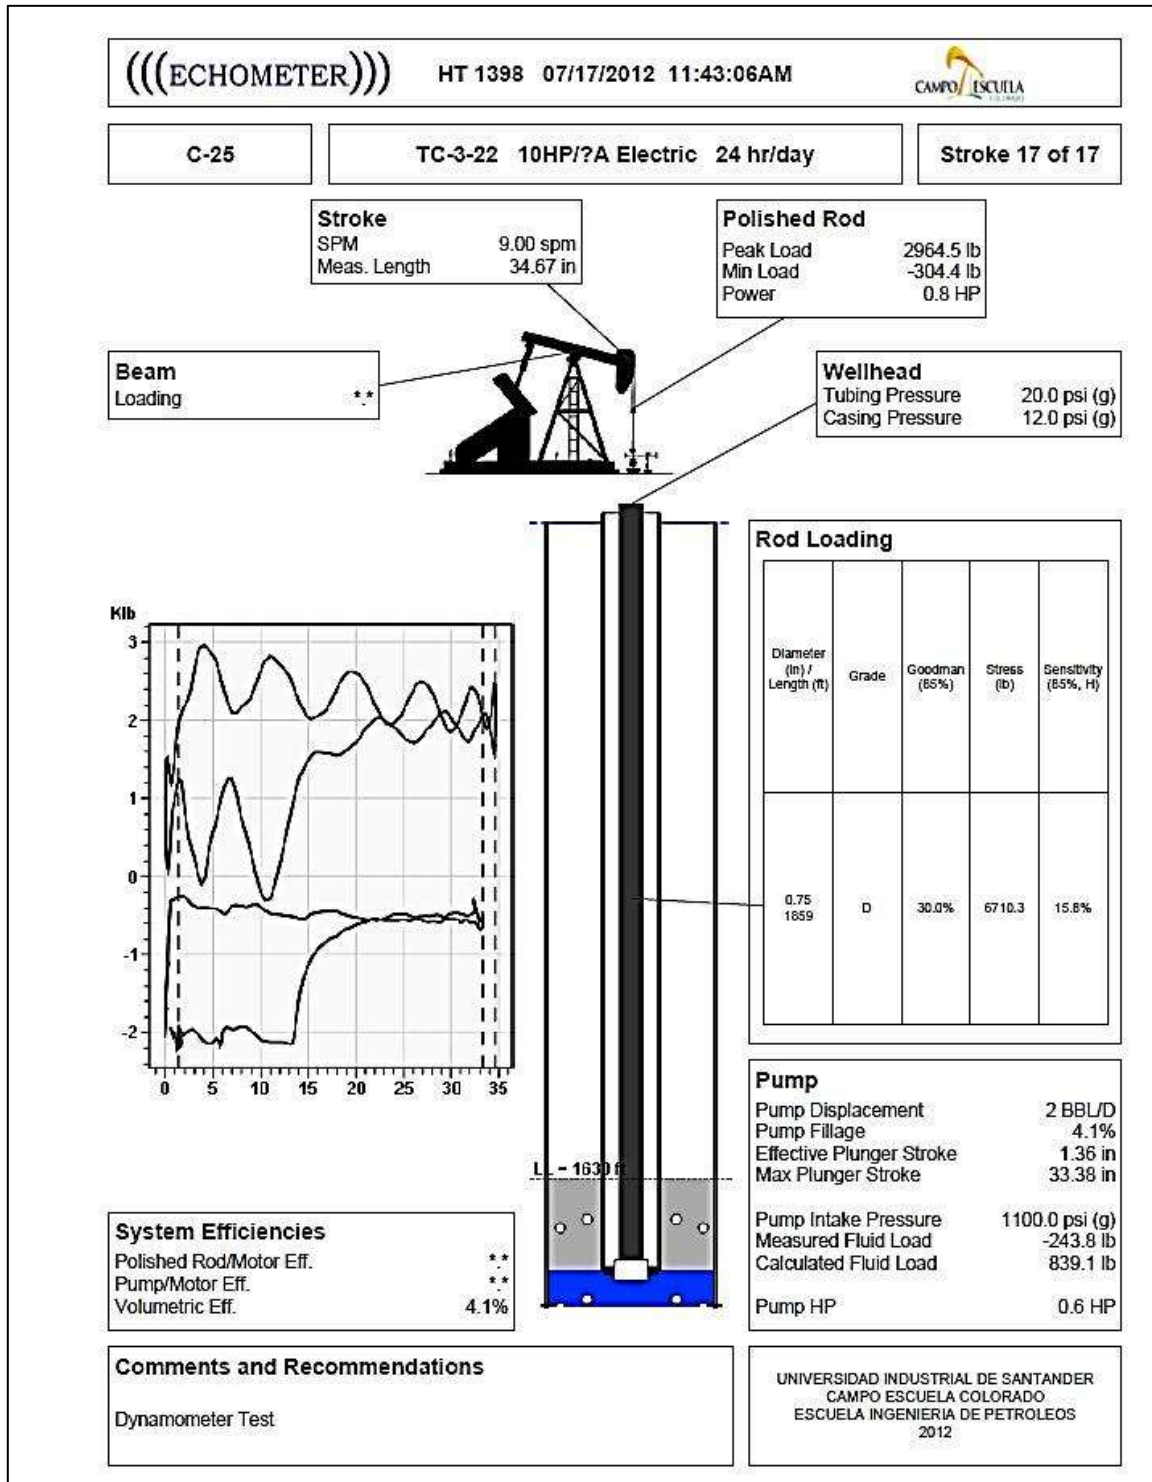 (((ECHOMETER))) HT 1398 07/17/2012 11:43:06AM
CAMPO ESCUELA
COLORADO
C-25
TC-3-22 10HP/?A Electric 24 hr/day
Stroke 17 of 17
Stroke
SPM 9.00 spm
Meas. Length 34.67 in
Polished Rod
Peak Load 2964.5 lb
Min Load -304.4 lb
Power 0.8 HP
Beam
Loading *.*
Wellhead
Tubing Pressure 20.0 psi (g)
Casing Pressure 12.0 psi (g)
Rod Loading
Diameter (in) / Length (ft)
Grade
Goodman (85%)
Stress (lb)
Sensitivity (85%, H)
0.75
1859
D
30.0%
6710.3
15.8%
Klb
3
2
1
0
-1
-2
0 5 10 15 20 25 30 35
LL = 1630 ft
Pump
Pump Displacement 2 BBL/D
Pump Fillage 4.1%
Effective Plunger Stroke 1.36 in
Max Plunger Stroke 33.38 in
Pump Intake Pressure 1100.0 psi (g)
Measured Fluid Load -243.8 lb
Calculated Fluid Load 839.1 lb
Pump HP 0.6 HP
System Efficiencies
Polished Rod/Motor Eff. *.*
Pump/Motor Eff. *.*
Volumetric Eff. 4.1%
Comments and Recommendations
Dynamometer Test
UNIVERSIDAD INDUSTRIAL DE SANTANDER
CAMPO ESCUELA COLORADO
ESCUELA INGENIERIA DE PETROLEOS
2012